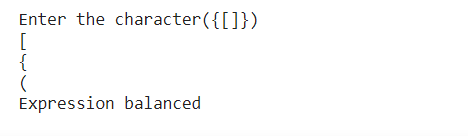 Enter the character({[]})
[
{
(
Expression balanced